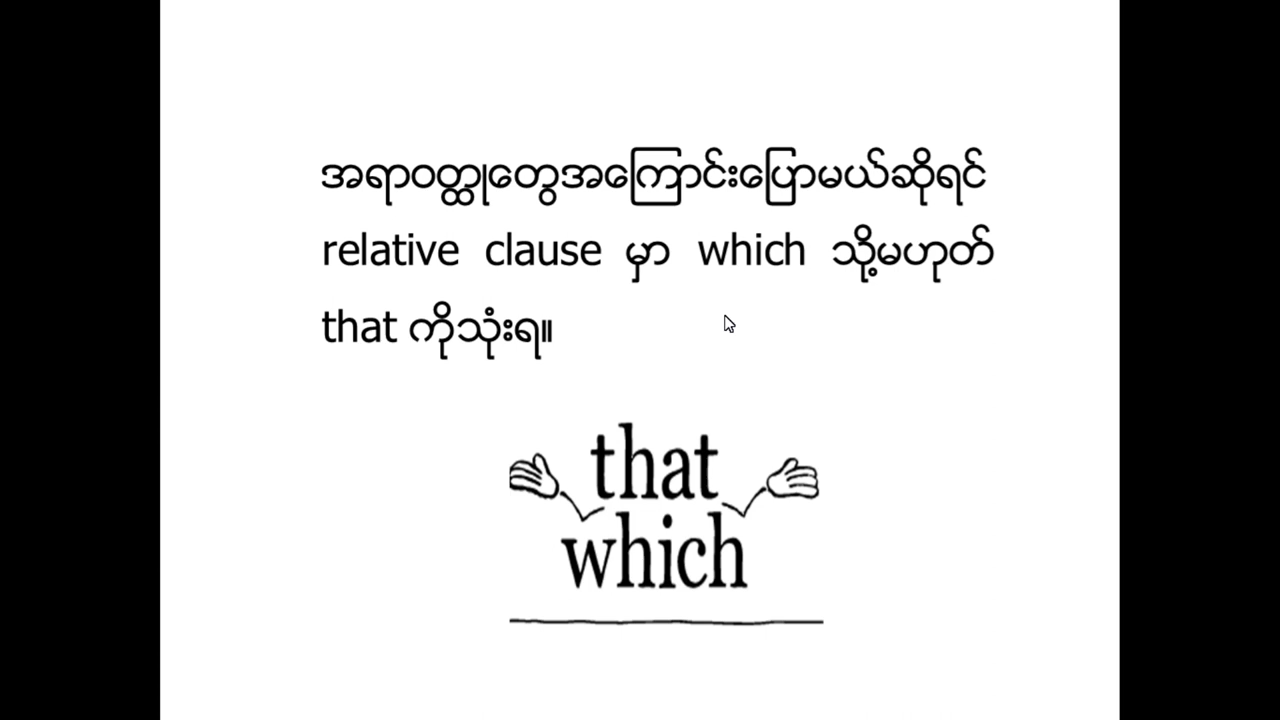 အရာဝတ္ထုတွေအကြောင်းပြောမယ်ဆိုရင်
relative clause မှာ which သို့မဟုတ်
that ကိုသုံးရ။
that
which